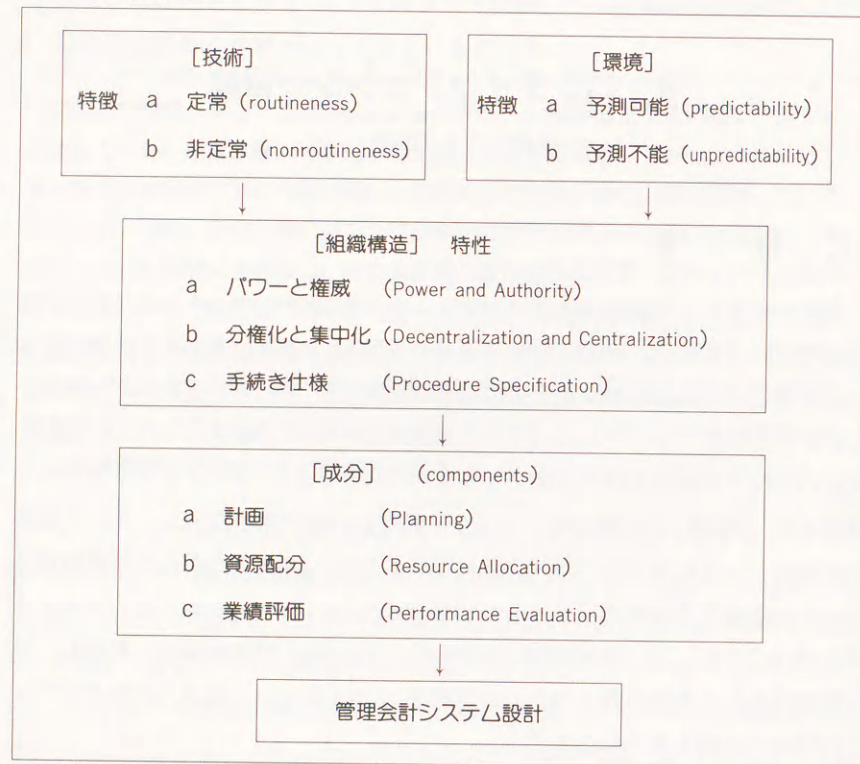 [技術]
特徴 a 定常 (routineness)
b 非定常 (nonroutineness)
[環境]
特徴 a 予測可能 (predictability)
b 予測不能 (unpredictability)
[組織構造] 特性
a パワーと権威 (Power and Authority)
b 分権化と集中化 (Decentralization and Centralization)
c 手続き仕様 (Procedure Specification)
[成分] (components)
a 計画 (Planning)
b 資源配分 (Resource Allocation)
c 業績評価 (Performance Evaluation)
管理会計システム設計